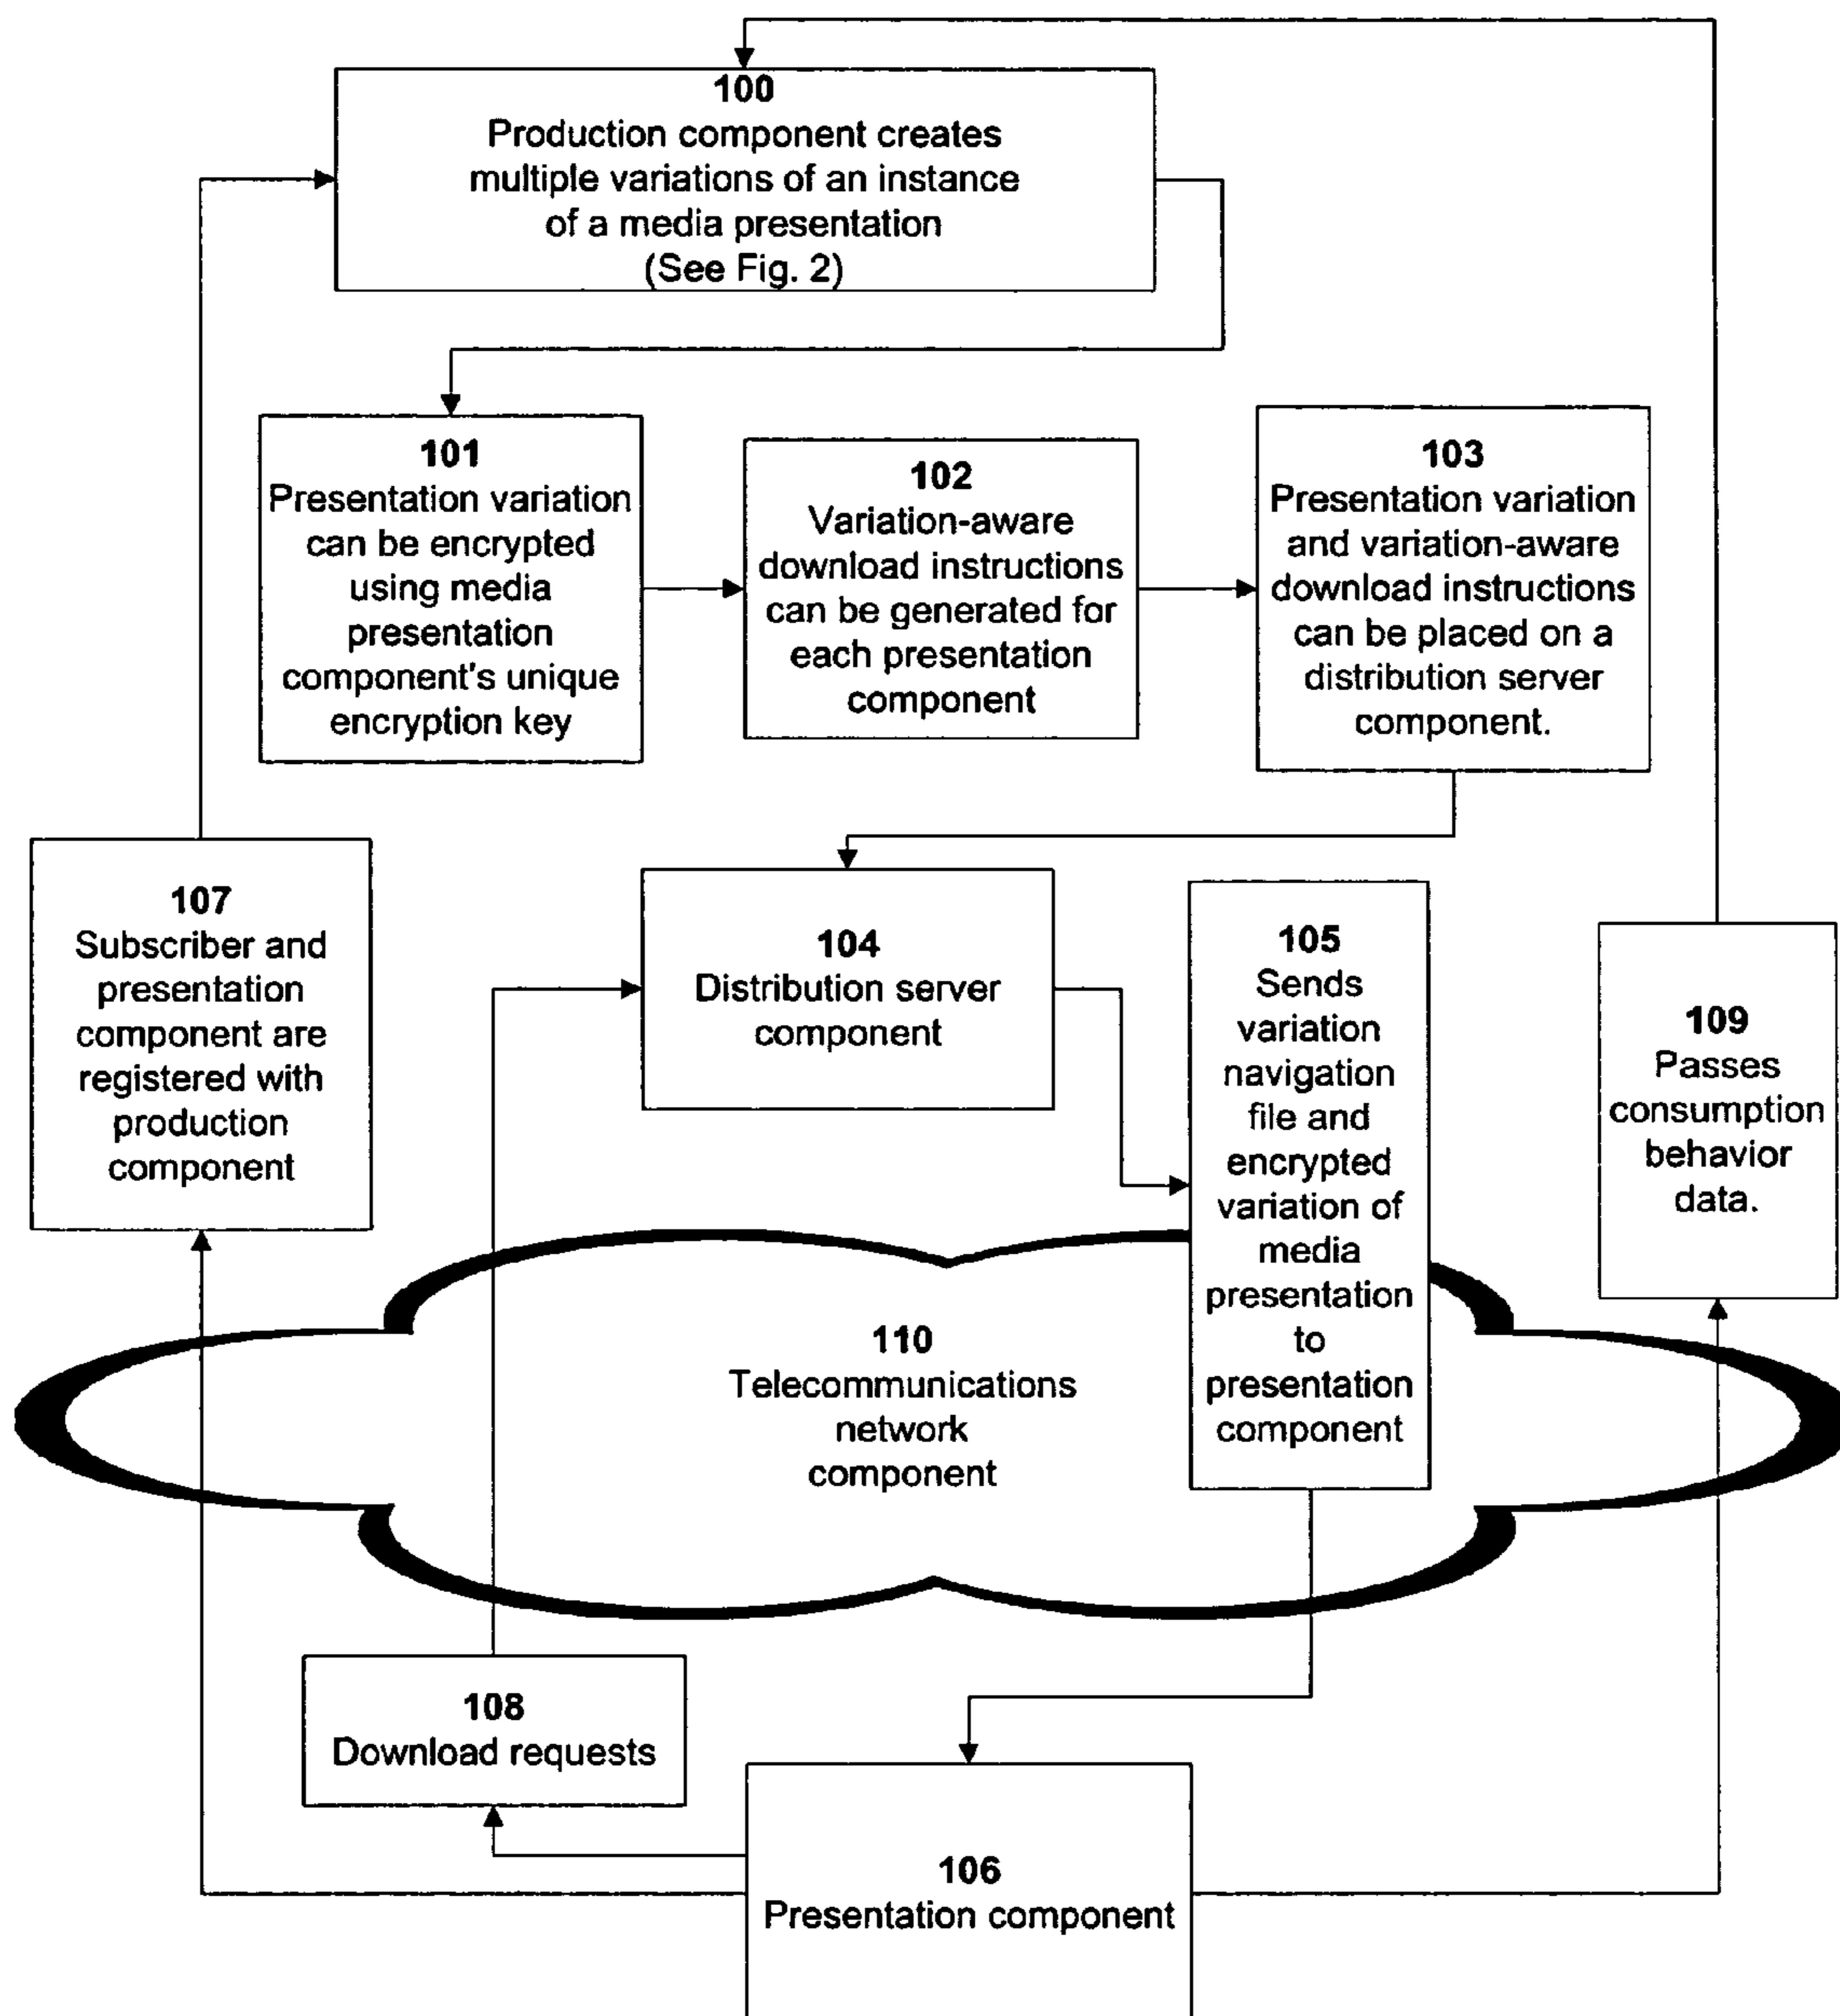 100
Production component creates
multiple variations of an instance
of a media presentation
(See Fig. 2)
101
Presentation variation
can be encrypted
using media
presentation
component's unique
encryption key
102
Variation-aware
download instructions
can be generated for
each presentation
component
103
Presentation variation
and variation-aware
download instructions
can be placed on a
distribution server
component.
107
Subscriber and
presentation
component are
registered with
production
component
104
Distribution server
component
105
Sends
variation
navigation
file and
encrypted
variation of
media
presentation
to
presentation
component
109
Passes
consumption
behavior
data.
110
Telecommunications
network
component
108
Download requests
106
Presentation component